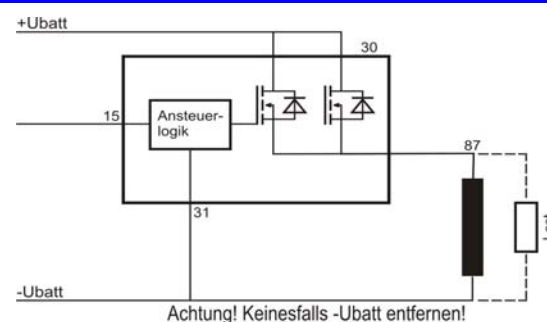 +Ubatt
30
15
Ansteuer-
logik
87
31
-Ubatt
Achtung! Keinesfalls -Ubatt entfernen!